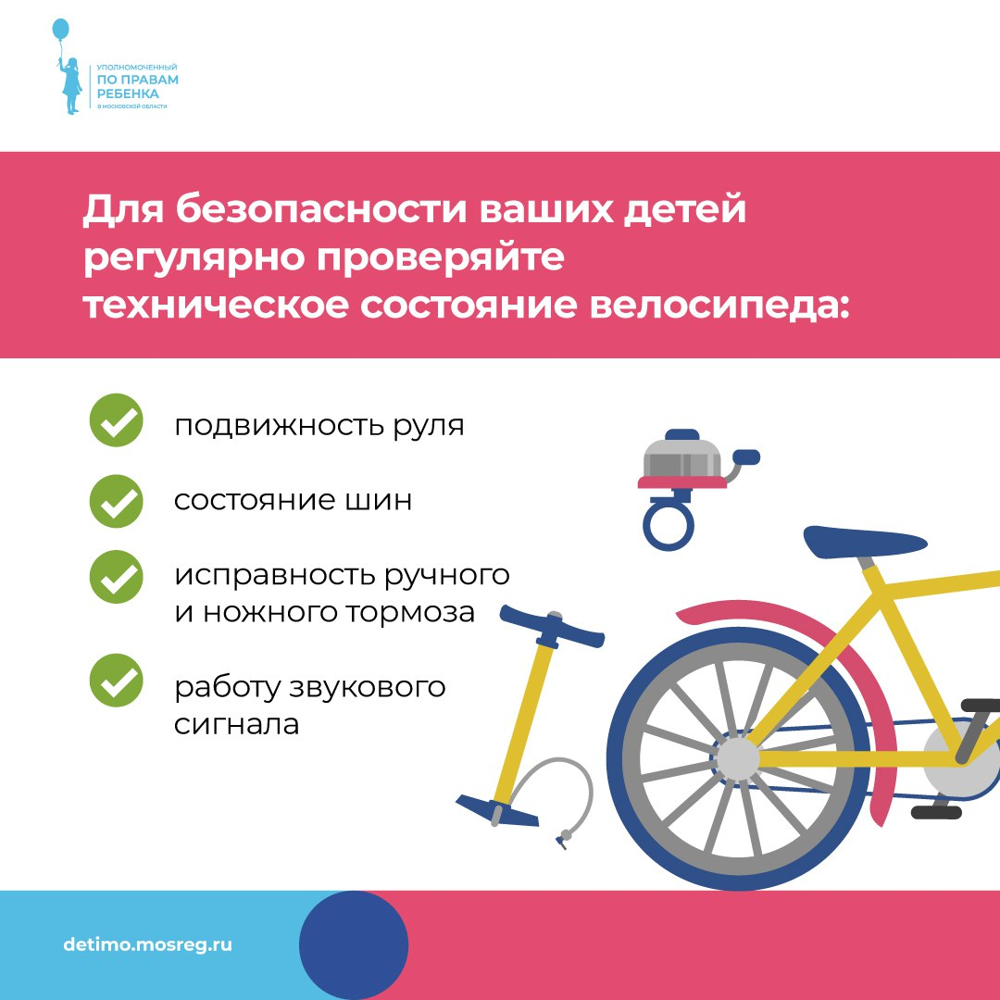 УПОЛНОМОЧЕННЫЙ
ПО ПРАВАМ
РЕБЕНКА
В МОСКОВСКОЙ ОБЛАСТИ
Для безопасности ваших детей
регулярно проверяйте
техническое состояние велосипеда:
подвижность руля
состояние шин
исправность ручного
и ножного тормоза
работу звукового
сигнала
detimo.mosreg.ru